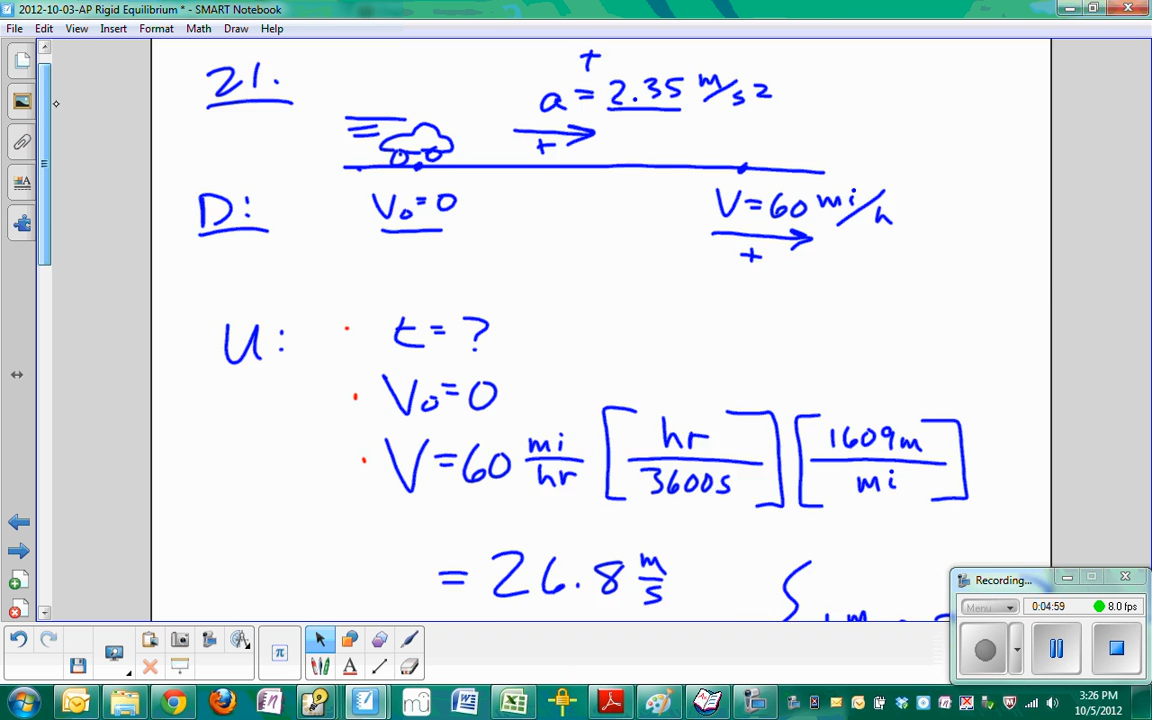 2012-10-03-AP Rigid Equilibrium * - SMART Notebook
File Edit View Insert Format Math Draw Help
21.
+
a = 2.35 m/s2
+
D:
V0=0
V=60 mi/h
+
U:
t=?
V0=0
V=60 mi/hr [hr/3600s] [1609m/mi]
= 26.8 m/s
Recording...
Menu
0:04:59
8.0 fps
π
A
3:26 PM
10/5/2012